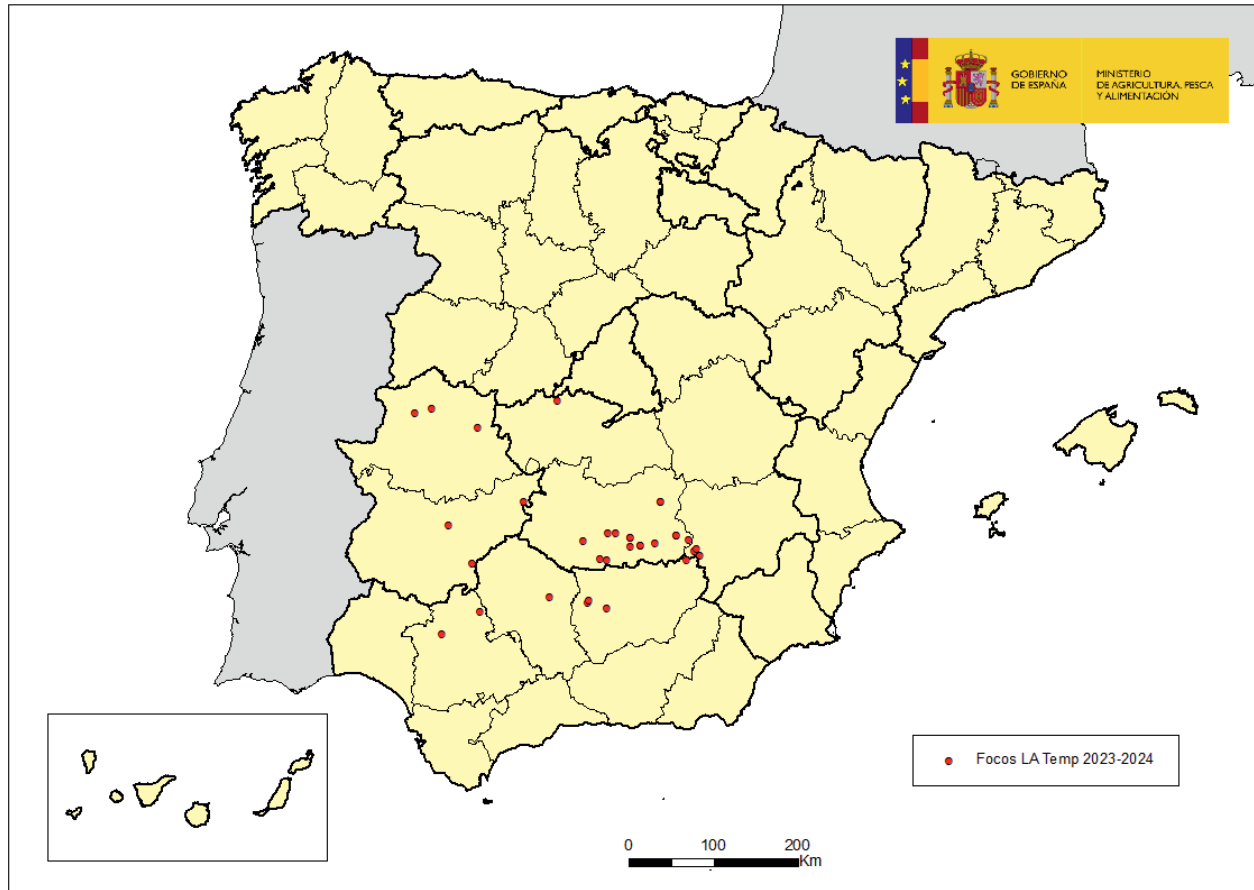 GOBIERNO
DE ESPAÑA
MINISTERIO
DE AGRICULTURA, PESCA
Y ALIMENTACIÓN
Focos LA Temp 2023-2024
0 100 200
Km